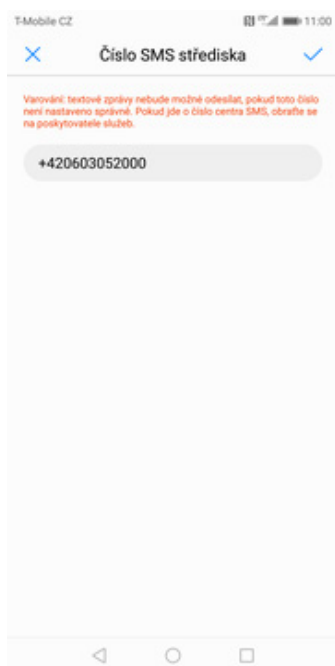 T-Mobile CZ 11:00
Číslo SMS střediska
Varování: textové zprávy nebude možné odesílat, pokud toto číslo
není nastaveno správně. Pokud jde o číslo centra SMS, obraťte se
na poskytovatele služeb.
+420603052000